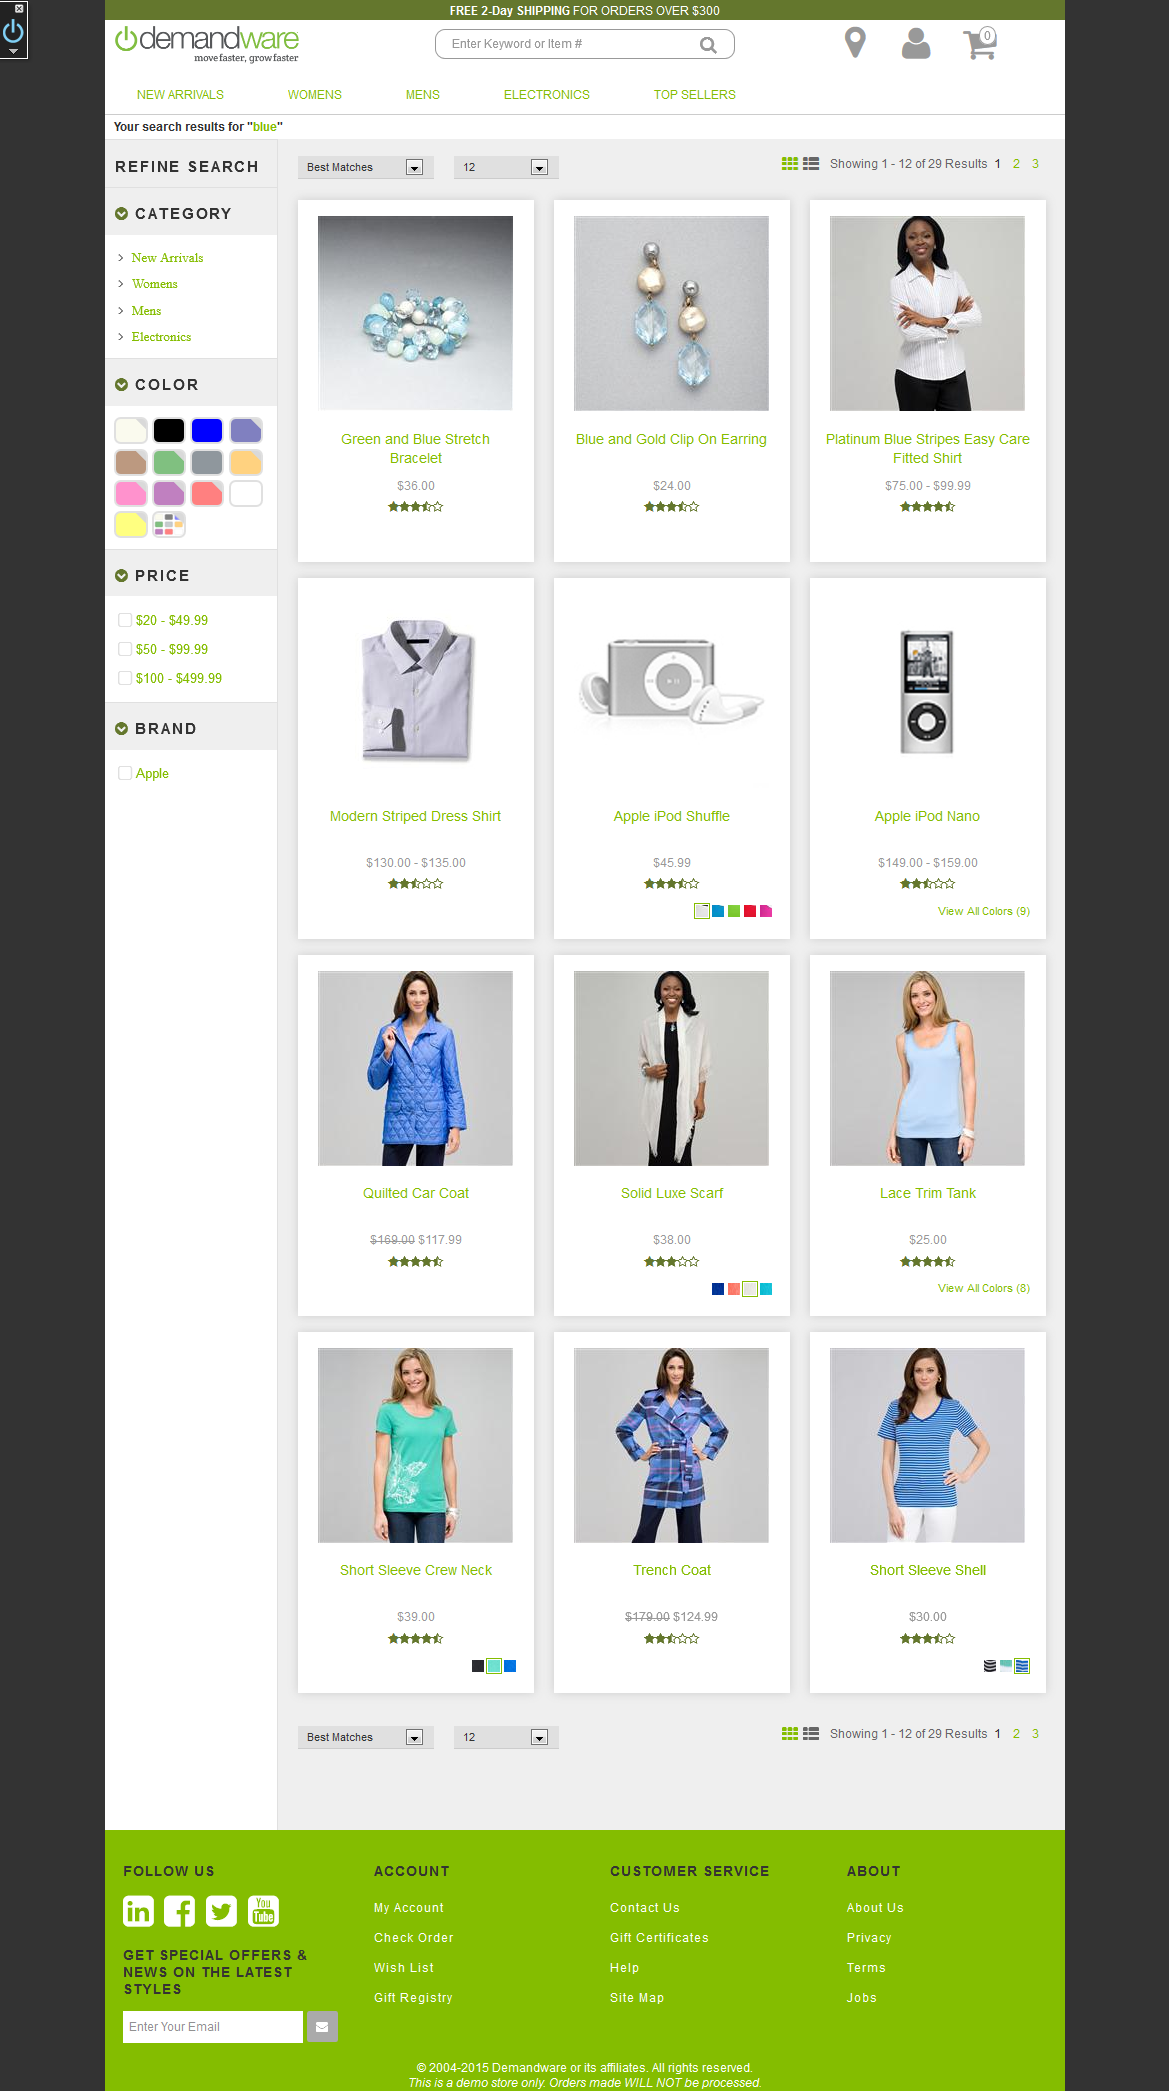 FREE 2-Day SHIPPING FOR ORDERS OVER $300
demandware
move faster, grow faster
Enter Keyword or Item #
0
NEW ARRIVALS WOMENS MENS ELECTRONICS TOP SELLERS
Your search results for "blue"
REFINE SEARCH
CATEGORY
New Arrivals
Womens
Mens
Electronics
COLOR
PRICE
$20 - $49.99
$50 - $99.99
$100 - $499.99
BRAND
Apple
Best Matches 12 Showing 1 - 12 of 29 Results 1 2 3
Green and Blue Stretch
Bracelet
$36.00
Blue and Gold Clip On Earring
$24.00
Platinum Blue Stripes Easy Care
Fitted Shirt
$75.00 - $99.99
Modern Striped Dress Shirt
$130.00 - $135.00
Apple iPod Shuffle
$45.99
Apple iPod Nano
$149.00 - $159.00
View All Colors (9)
Quilted Car Coat
$169.00 $117.99
Solid Luxe Scarf
$38.00
Lace Trim Tank
$25.00
View All Colors (8)
Short Sleeve Crew Neck
$39.00
Trench Coat
$179.00 $124.99
Short Sleeve Shell
$30.00
Best Matches 12 Showing 1 - 12 of 29 Results 1 2 3
FOLLOW US
in
You
Tube
GET SPECIAL OFFERS &
NEWS ON THE LATEST
STYLES
Enter Your Email
ACCOUNT
My Account
Check Order
Wish List
Gift Registry
CUSTOMER SERVICE
Contact Us
Gift Certificates
Help
Site Map
ABOUT
About Us
Privacy
Terms
Jobs
© 2004-2015 Demandware or its affiliates. All rights reserved.
This is a demo store only. Orders made WILL NOT be processed.